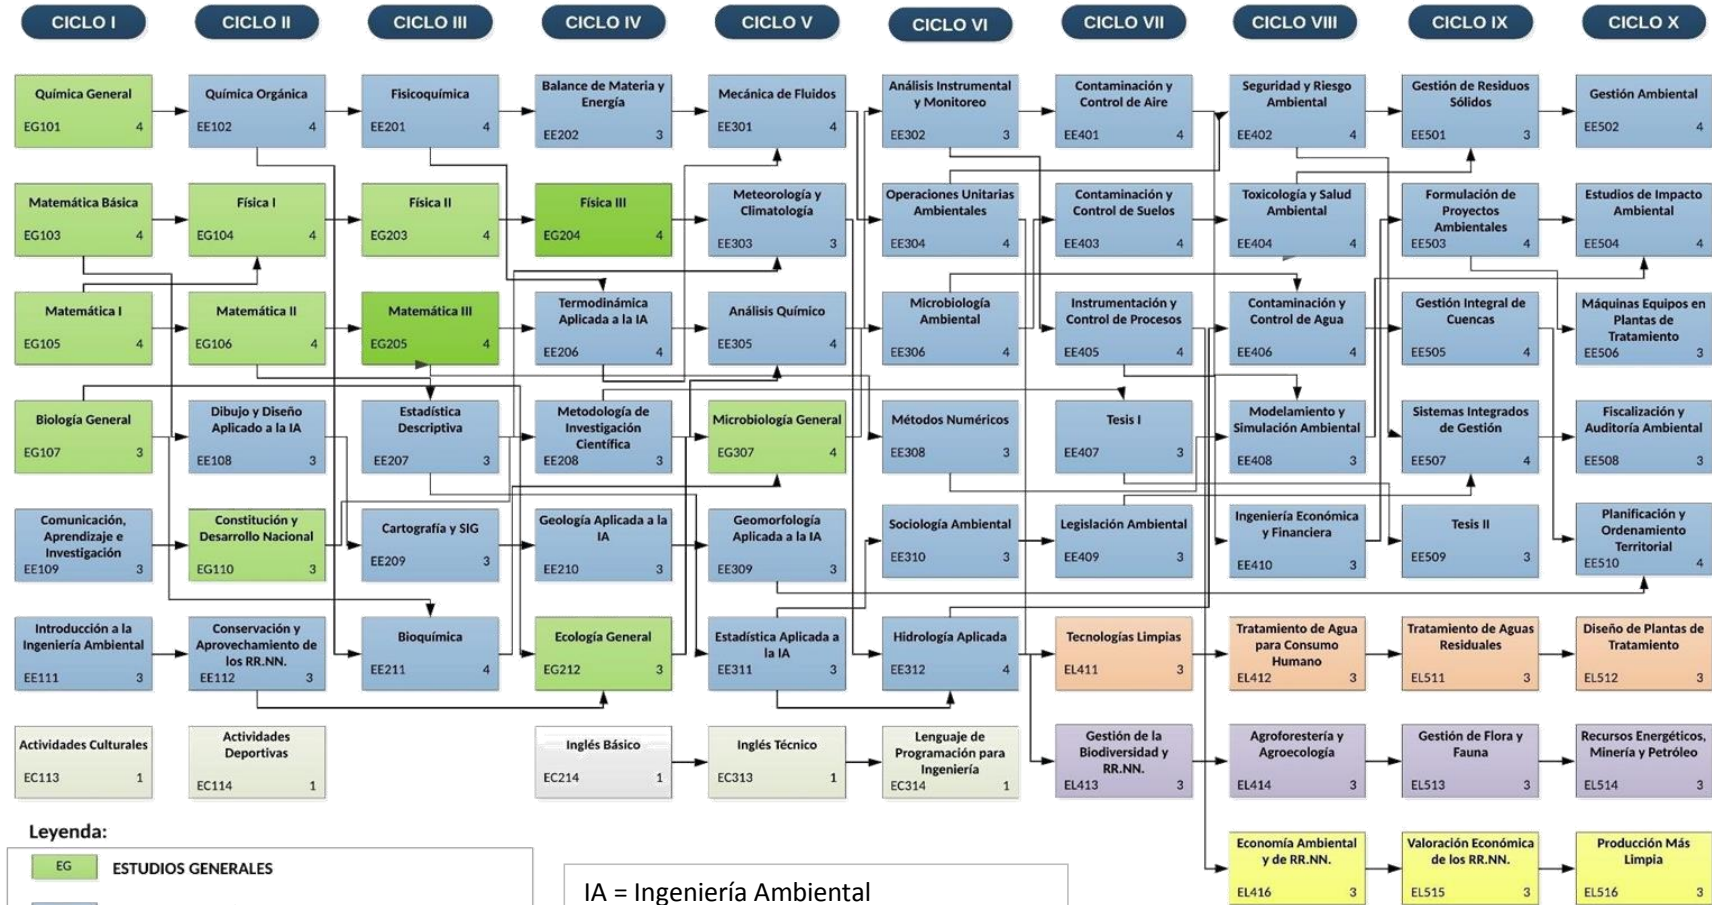 CICLO I
CICLO II
CICLO III
CICLO IV
CICLO V
CICLO VI
CICLO VII
CICLO VIII
CICLO IX
CICLO X
Química General
EG101 4
Química Orgánica
EE102 4
Fisicoquímica
EE201 4
Balance de Materia y
Energía
EE202 3
Mecánica de Fluidos
EE301 4
Análisis Instrumental
y Monitoreo
EE302 3
Contaminación y
Control de Aire
EE401 4
Seguridad y Riesgo
Ambiental
EE402 4
Gestión de Residuos
Sólidos
EE501 3
Gestión Ambiental
EE502 4
Matemática Básica
EG103 4
Física I
EG104 4
Física II
EG203 4
Física III
EG204 4
Meteorología y
Climatología
EE303 3
Operaciones Unitarias
Ambientales
EE304 4
Contaminación y
Control de Suelos
EE403 4
Toxicología y Salud
Ambiental
EE404 4
Formulación de
Proyectos
Ambientales
EE503 4
Estudios de Impacto
Ambiental
EE504 4
Matemática I
EG105 4
Matemática II
EG106 4
Matemática III
EG205 4
Termodinámica
Aplicada a la IA
EE206 4
Análisis Químico
EE305 4
Microbiología
Ambiental
EE306 4
Instrumentación y
Control de Procesos
EE405 4
Contaminación y
Control de Agua
EE406 4
Gestión Integral de
Cuencas
EE505 4
Máquinas Equipos en
Plantas de
Tratamiento
EE506 3
Biología General
EG107 3
Dibujo y Diseño
Aplicado a la IA
EE108 3
Estadística
Descriptiva
EE207 3
Metodología de
Investigación
Científica
EE208 3
Microbiología General
EG307 4
Métodos Numéricos
EE308 3
Tesis I
EE407 3
Modelamiento y
Simulación Ambiental
EE408 3
Sistemas Integrados
de Gestión
EE507 4
Fiscalización y
Auditoría Ambiental
EE508 3
Comunicación,
Aprendizaje e
Investigación
EE109 3
Constitución y
Desarrollo Nacional
EG110 3
Cartografía y SIG
EE209 3
Geología Aplicada a la
IA
EE210 3
Geomorfología
Aplicada a la IA
EE309 3
Sociología Ambiental
EE310 3
Legislación Ambiental
EE409 3
Ingeniería Económica
y Financiera
EE410 3
Tesis II
EE509 3
Planificación y
Ordenamiento
Territorial
EE510 4
Introducción a la
Ingeniería Ambiental
EE111 3
Conservación y
Aprovechamiento de
los RR.NN.
EE112 3
Bioquímica
EE211 4
Ecología General
EG212 3
Estadística Aplicada a
la IA
EE311 3
Hidrología Aplicada
EE312 4
Tecnologías Limpias
EL411 3
Tratamiento de Agua
para Consumo
Humano
EL412 3
Tratamiento de Aguas
Residuales
EL511 3
Diseño de Plantas de
Tratamiento
EL512 3
Actividades Culturales
EC113 1
Actividades
Deportivas
EC114 1
Inglés Básico
EC214 1
Inglés Técnico
EC313 1
Lenguaje de
Programación para
Ingeniería
EC314 1
Gestión de la
Biodiversidad y
RR.NN.
EL413 3
Agroforestería y
Agroecología
EL414 3
Gestión de Flora y
Fauna
EL513 3
Recursos Energéticos,
Minería y Petróleo
EL514 3
Economía Ambiental
y de RR.NN.
EL416 3
Valoración Económica
de los RR.NN.
EL515 3
Producción Más
Limpia
EL516 3
Leyenda:
EG ESTUDIOS GENERALES
IA = Ingeniería Ambiental